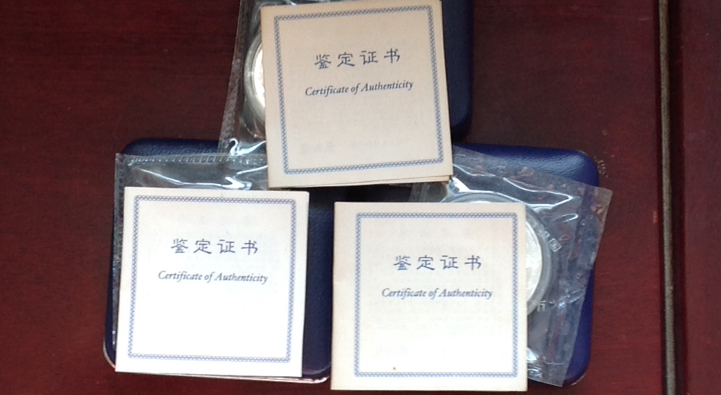 鉴定证书
Certificate of Authenticity
鉴定证书
Certificate of Authenticity
鉴定证书
Certificate of Authenticity
国